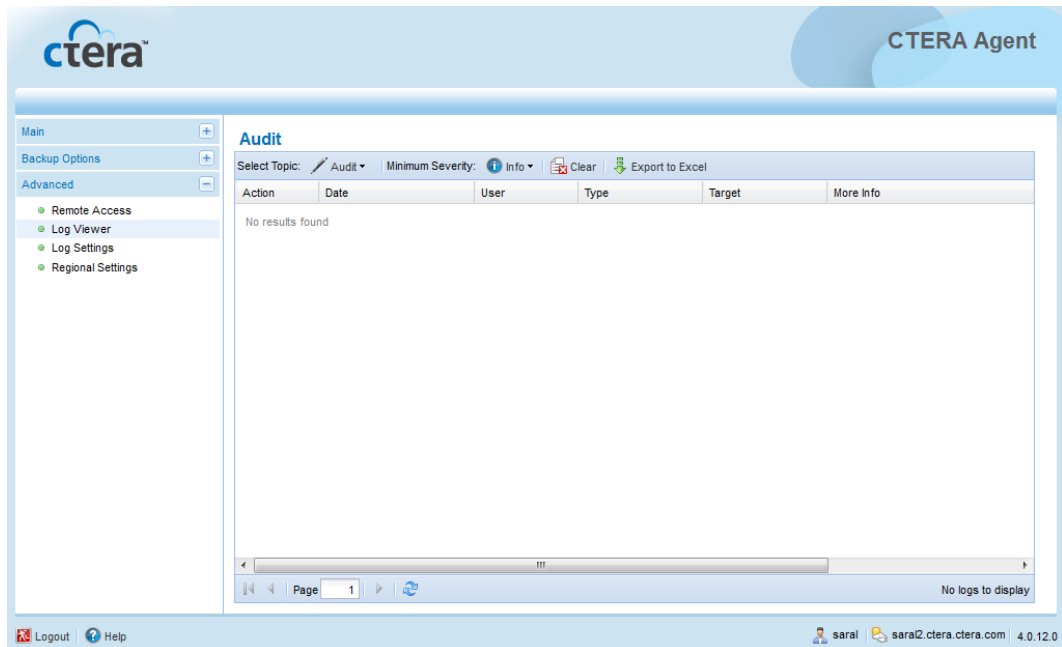 ctera™
CTERA Agent
Main
Backup Options
Advanced
Remote Access
Log Viewer
Log Settings
Regional Settings
Audit
Select Topic: Audit Minimum Severity: Info Clear Export to Excel
Action Date User Type Target More Info
No results found
Page 1 No logs to display
Logout Help saral saral2.ctera.ctera.com 4.0.12.0